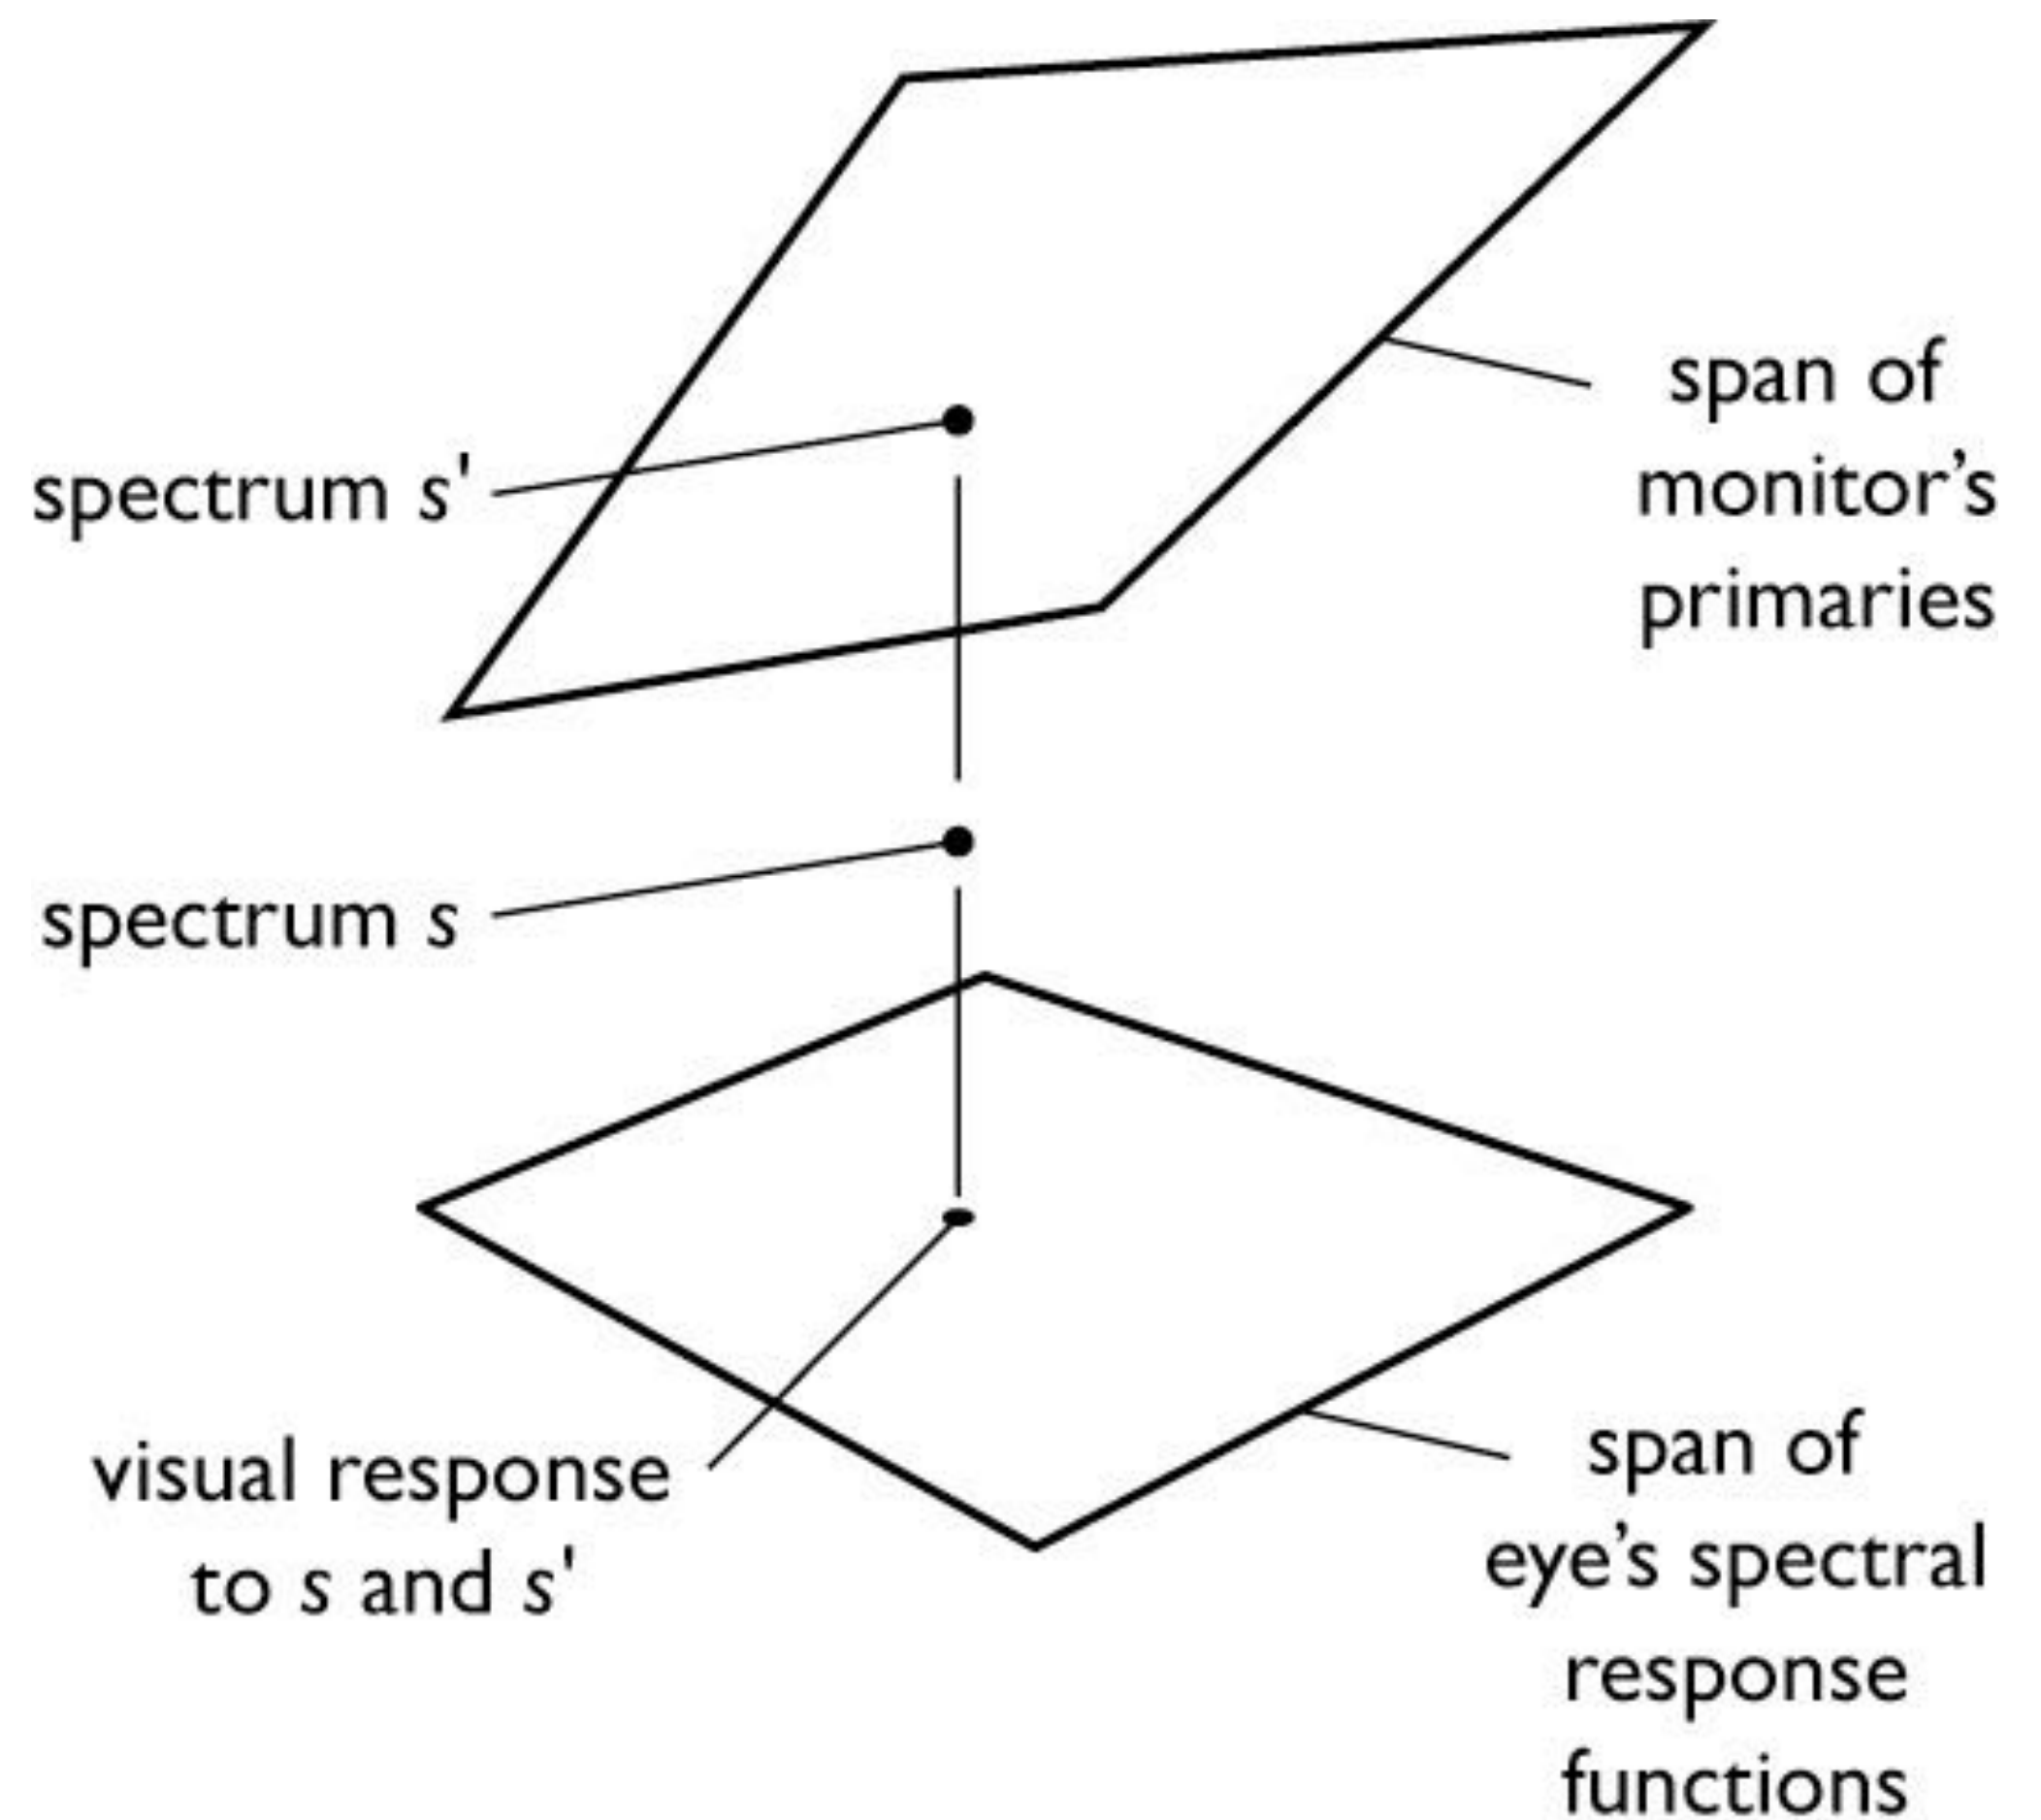 span of
monitor’s
primaries
spectrum s'
spectrum s
visual response
to s and s'
span of
eye’s spectral
response
functions